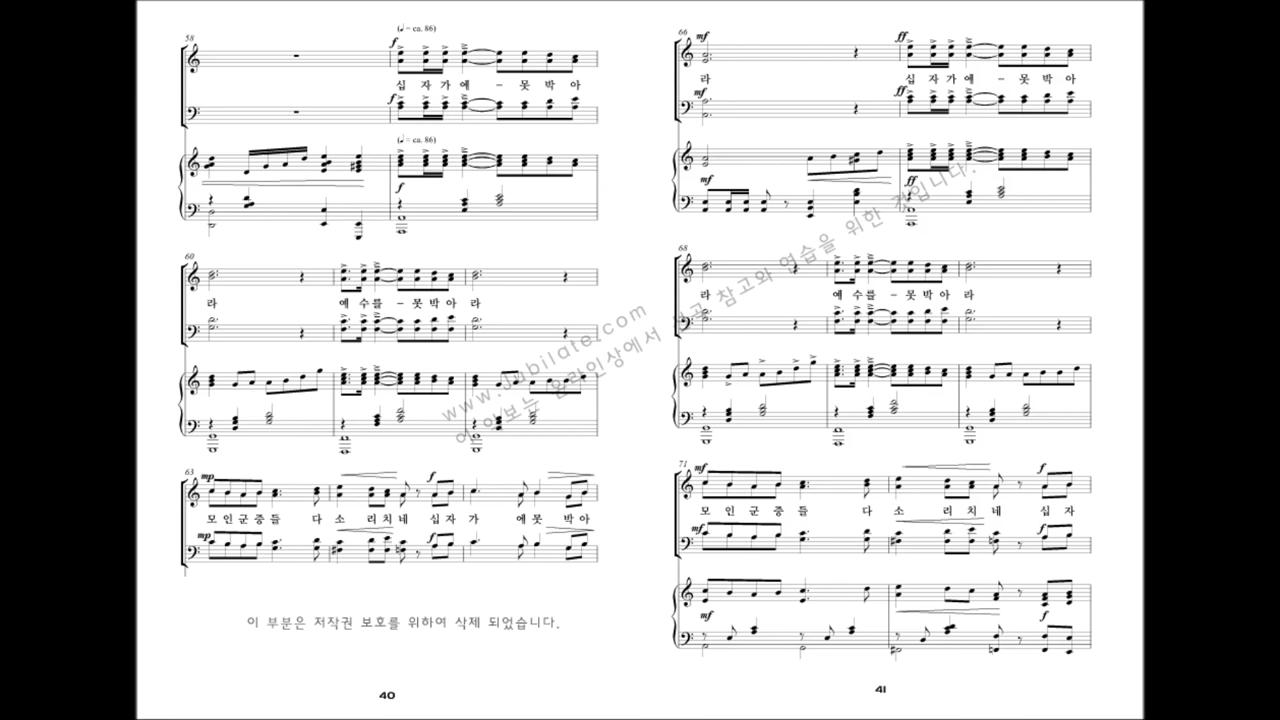 58
(♩ = ca. 86)
f
십 자 가 에 – 못 박 아
f
(♩ = ca. 86)
f
60
라 예 수를 – 못 박 아 라
63
mp f
모 인 군 중 들 다 소 리 치 네 십 자 가 에 못 박 아
mp f
이 부분은 저작권 보호를 위하여 삭제 되었습니다.
40
66
mf ff
라 십 자 가 에 – 못 박 아
mf ff
mf ff
68
라 예 수를 – 못 박 아 라
71
mf f
모 인 군 중 들 다 소 리 치 네 십 자
mf f
mf f
41
www.Jubilate.com
온라인상에서 참고와 연습을 위한 것입니다.